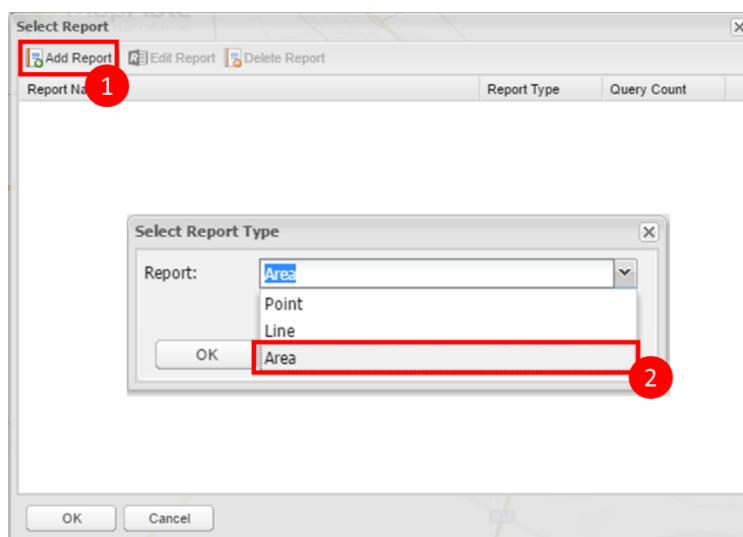 Select Report
Add Report Edit Report Delete Report
1
Report Report Type Query Count
Select Report Type
Report: Area
Point
Line
OK Area
2
OK Cancel